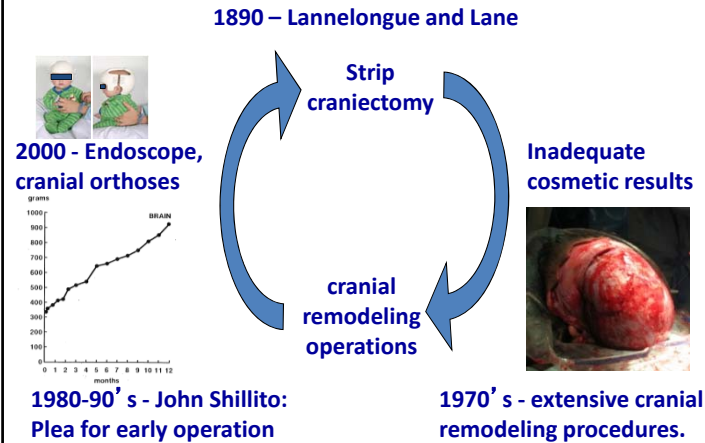 1890 – Lannelongue and Lane
Strip
craniectomy
2000 - Endoscope,
cranial orthoses
Inadequate
cosmetic results
grams
BRAIN
1000
900
800
700
600
500
400
300
200
100
0
0 1 2 3 4 5 6 7 8 9 10 11 12
months
cranial
remodeling
operations
1980-90’s - John Shillito:
Plea for early operation
1970’s - extensive cranial
remodeling procedures.